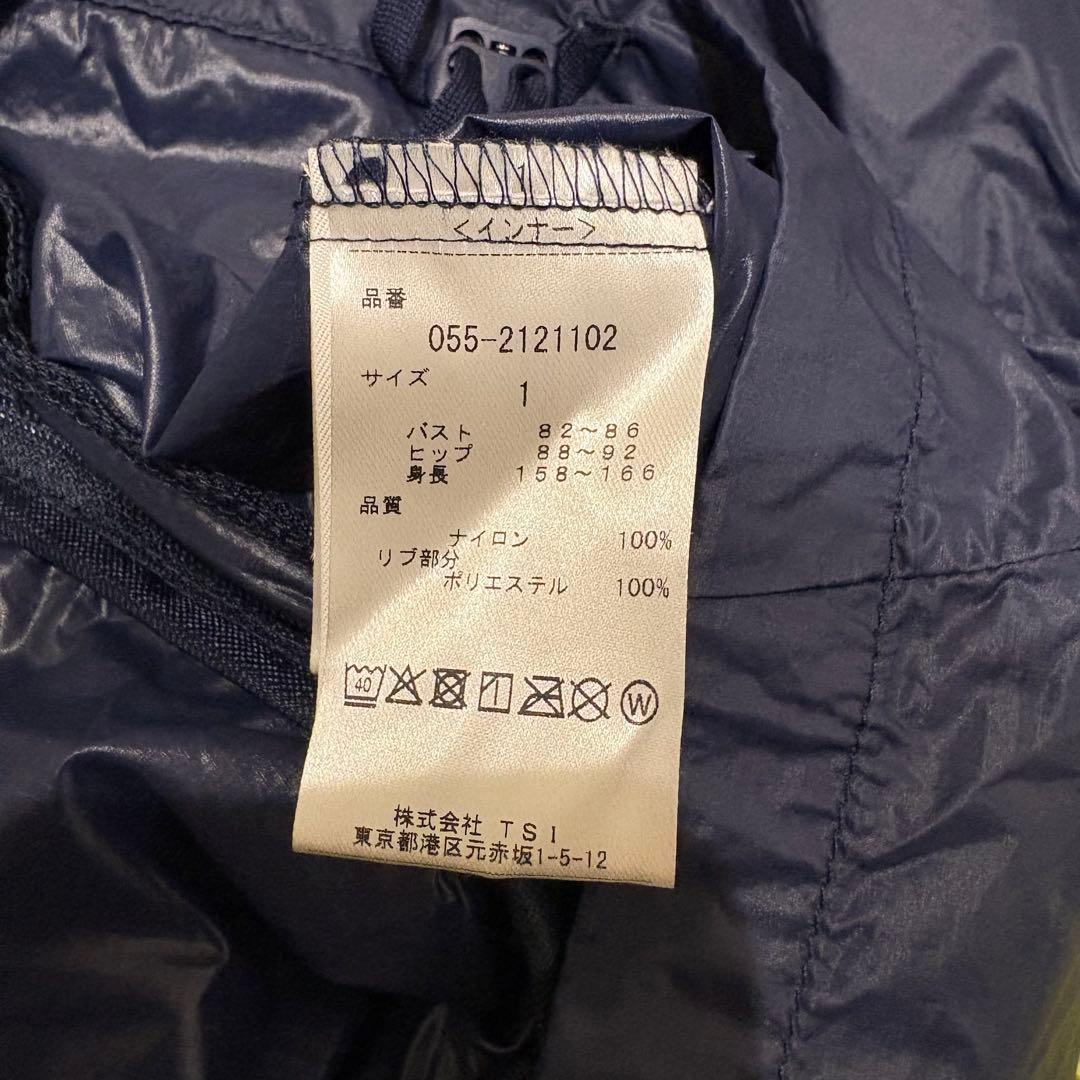 <インナー>
品番
055-2121102
サイズ
1
バスト 82～86
ヒップ 88～92
身長 158～166
品質
ナイロン 100%
リブ部分
ポリエステル 100%
40
W
株式会社 TSI
東京都港区元赤坂1-5-12